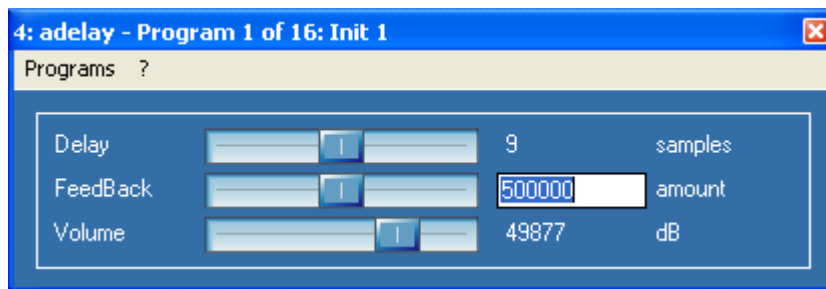 4: adelay - Program 1 of 16: Init 1
Programs ?
Delay 9 samples
FeedBack 500000 amount
Volume 49877 dB